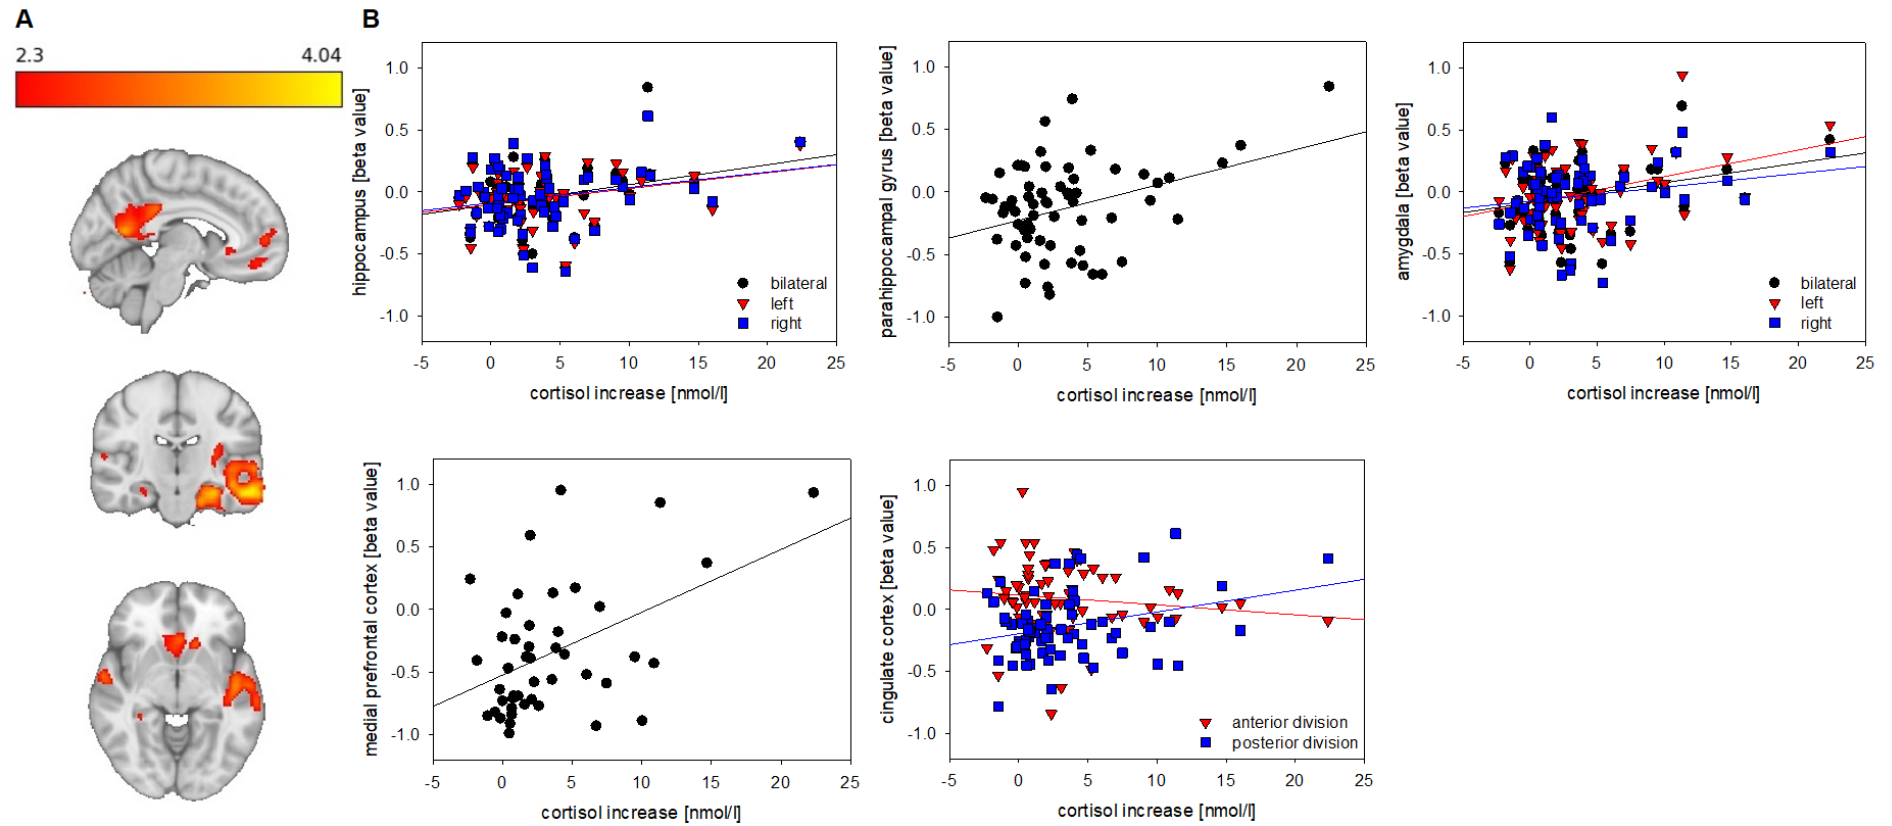 A
B
2.3 4.04
hippocampus [beta value]
1.0
0.5
0.0
-0.5
-1.0
bilateral
left
right
-5 0 5 10 15 20 25
cortisol increase [nmol/l]
parahippocampal gyrus [beta value]
1.0
0.5
0.0
-0.5
-1.0
-5 0 5 10 15 20 25
cortisol increase [nmol/l]
amygdala [beta value]
1.0
0.5
0.0
-0.5
-1.0
bilateral
left
right
-5 0 5 10 15 20 25
cortisol increase [nmol/l]
medial prefrontal cortex [beta value]
1.0
0.5
0.0
-0.5
-1.0
-5 0 5 10 15 20 25
cortisol increase [nmol/l]
cingulate cortex [beta value]
1.0
0.5
0.0
-0.5
-1.0
anterior division
posterior division
-5 0 5 10 15 20 25
cortisol increase [nmol/l]